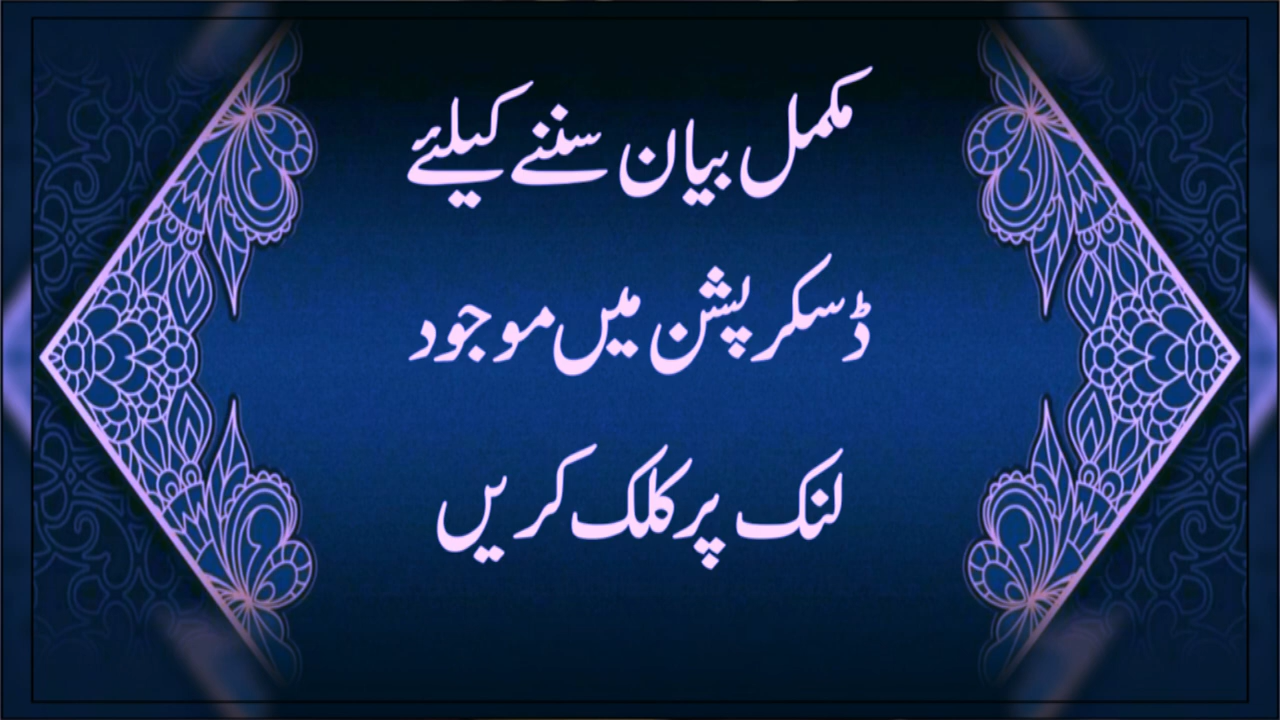 مکمل بیان سننے کیلئے
ڈسکرپشن میں موجود
لنک پر کلک کریں